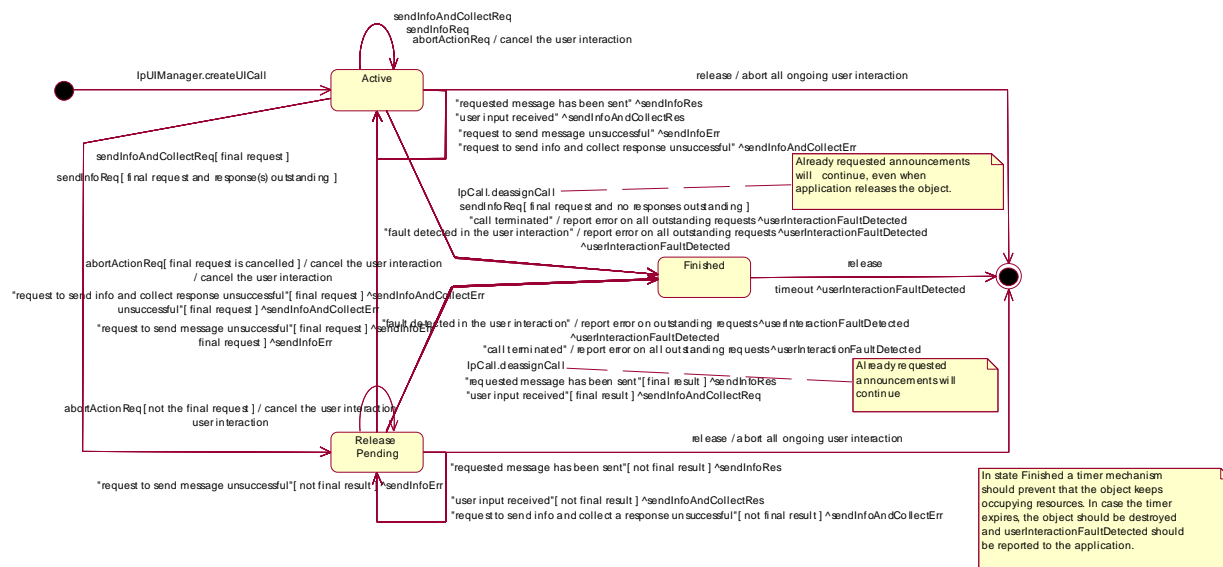 sendInfoAndCollectReq
sendInfoReq
abortActionReq / cancel the user interaction
IpUIManager.createUICall
Active
release / abort all ongoing user interaction
"requested message has been sent" ^sendInfoRes
"user input received" ^sendInfoAndCollectRes
"request to send message unsuccessful" ^sendInfoErr
"request to send info and collect response unsuccessful" ^sendInfoAndCollectErr
sendInfoAndCollectReq[ final request ]
sendInfoReq[ final request and response(s) outstanding ]
Already requested announcements
will continue, even when
application releases the object.
IpCall.deassignCall
sendInfoReq[ final request and no responses outstanding ]
"call terminated" / report error on all outstanding requests ^userInteractionFaultDetected
"fault detected in the user interaction" / report error on all outstanding requests ^userInteractionFaultDetected
^userInteractionFaultDetected
Finished
release
timeout ^userInteractionFaultDetected
abortActionReq[ final request is cancelled ] / cancel the user interaction
/ cancel the user interaction
"request to send info and collect response unsuccessful"[ final request ] ^sendInfoAndCollectErr
unsuccessful"[ final request ] ^sendInfoAndCollectErr
"request to send message unsuccessful"[ final request ] ^sendInfoErr
final request ] ^sendInfoErr
"fault detected in the user interaction" / report error on outstanding requests ^userInteractionFaultDetected
^userInteractionFaultDetected
"call terminated" / report error on all outstanding requests ^userInteractionFaultDetected
IpCall.deassignCall
"requested message has been sent"[ final result ] ^sendInfoRes
"user input received"[ final result ] ^sendInfoAndCollectReq
Already requested
announcements will
continue
abortActionReq[ not the final request ] / cancel the user interaction
user interaction
Release
Pending
release / abort all ongoing user interaction
"requested message has been sent"[ not final result ] ^sendInfoRes
"request to send message unsuccessful"[ not final result ] ^sendInfoErr
"user input received"[ not final result ] ^sendInfoAndCollectRes
"request to send info and collect a response unsuccessful"[ not final result ] ^sendInfoAndCollectErr
In state Finished a timer mechanism
should prevent that the object keeps
occupying resources. In case the timer
expires, the object should be destroyed
and userInteractionFaultDetected should
be reported to the application.